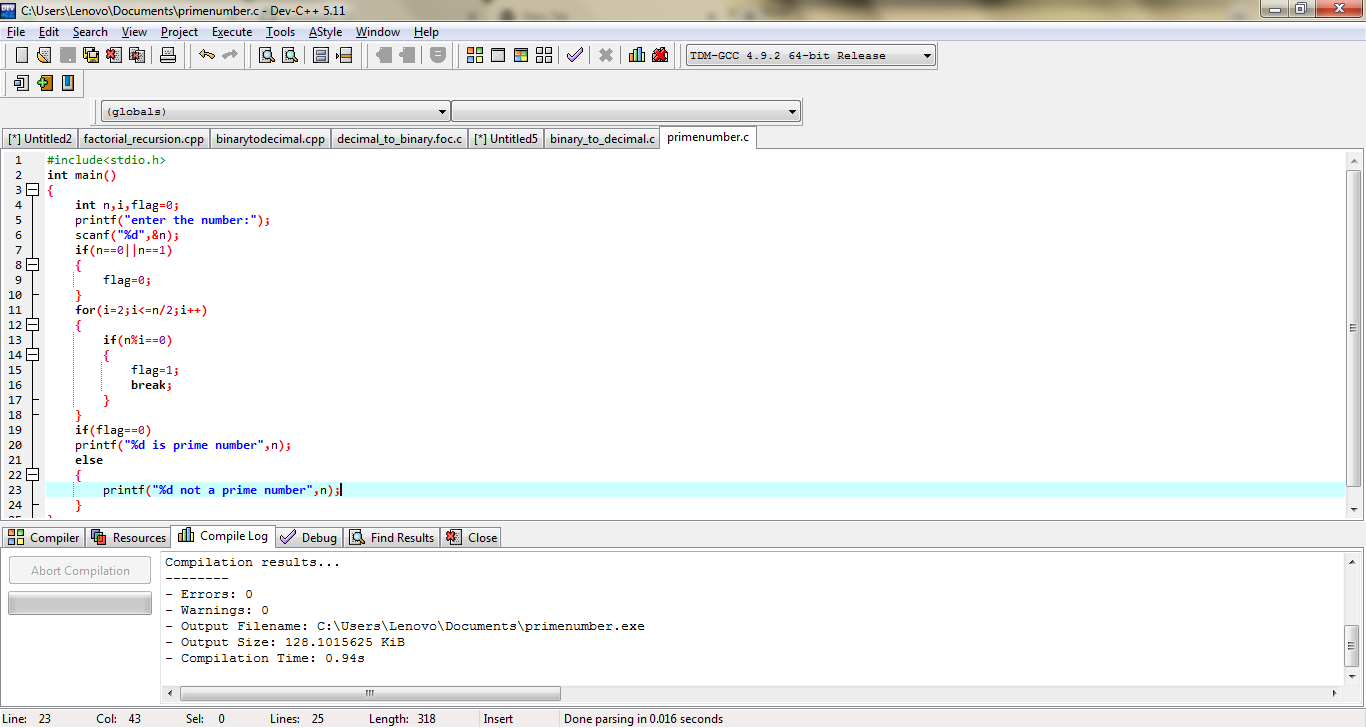 C:\Users\Lenovo\Documents\primenumber.c - Dev-C++ 5.11
File Edit Search View Project Execute Tools AStyle Window Help
TDM-GCC 4.9.2 64-bit Release
(globals)
[*] Untitled2 factorial_recursion.cpp binarytodecimal.cpp decimal_to_binary.foc.c [*] Untitled5 binary_to_decimal.c primenumber.c
1 #include<stdio.h>
2 int main()
3 {
4 int n,i,flag=0;
5 printf("enter the number:");
6 scanf("%d",&n);
7 if(n==0||n==1)
8 {
9 flag=0;
10 }
11 for(i=2;i<=n/2;i++)
12 {
13 if(n%i==0)
14 {
15 flag=1;
16 break;
17 }
18 }
19 if(flag==0)
20 printf("%d is prime number",n);
21 else
22 {
23 printf("%d not a prime number",n);
24 }
Compiler Resources Compile Log Debug Find Results Close
Abort Compilation
Compilation results...
--------
- Errors: 0
- Warnings: 0
- Output Filename: C:\Users\Lenovo\Documents\primenumber.exe
- Output Size: 128.1015625 KiB
- Compilation Time: 0.94s
Line: 23 Col: 43 Sel: 0 Lines: 25 Length: 318 Insert Done parsing in 0.016 seconds